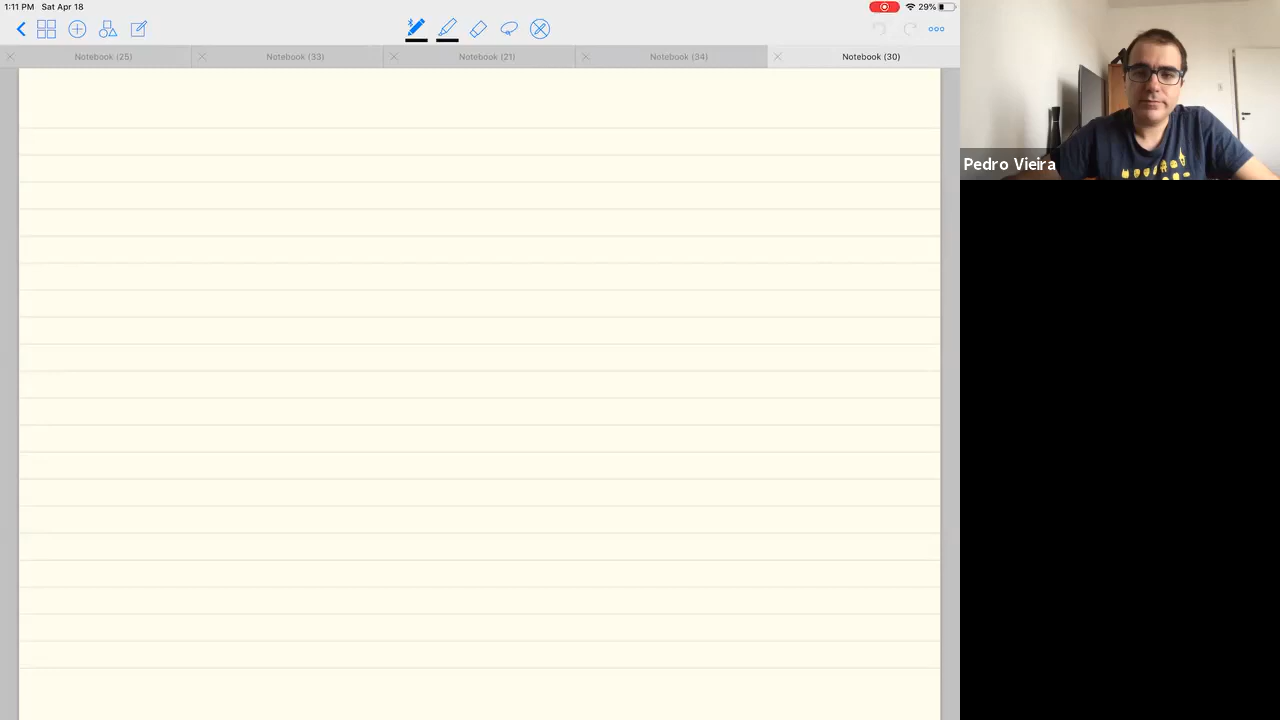 1:11 PM Sat Apr 18 29%
Notebook (25) Notebook (33) Notebook (21) Notebook (34) Notebook (30)
Pedro Vieira